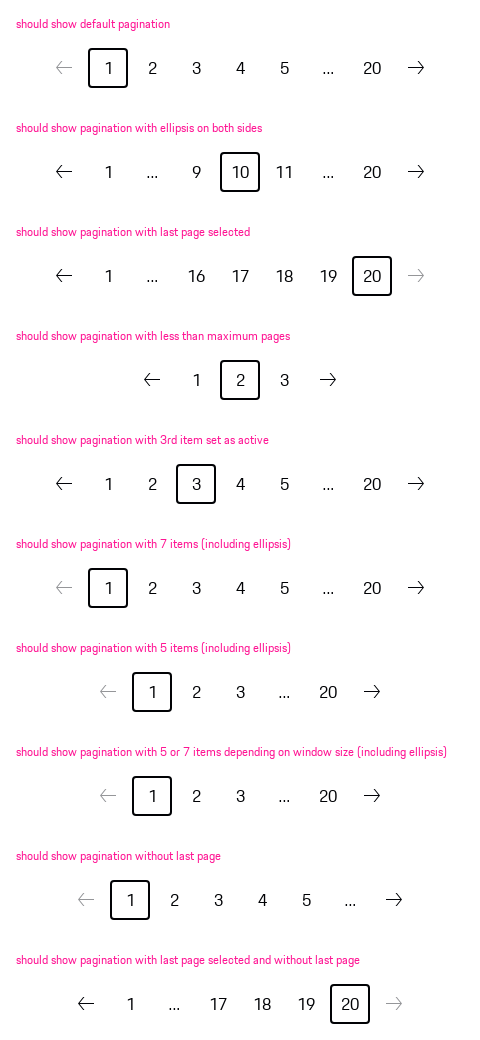 should show default pagination
← 1 2 3 4 5 ... 20 →
should show pagination with ellipsis on both sides
← 1 ... 9 10 11 ... 20 →
should show pagination with last page selected
← 1 ... 16 17 18 19 20 →
should show pagination with less than maximum pages
← 1 2 3 →
should show pagination with 3rd item set as active
← 1 2 3 4 5 ... 20 →
should show pagination with 7 items (including ellipsis)
← 1 2 3 4 5 ... 20 →
should show pagination with 5 items (including ellipsis)
← 1 2 3 ... 20 →
should show pagination with 5 or 7 items depending on window size (including ellipsis)
← 1 2 3 ... 20 →
should show pagination without last page
← 1 2 3 4 5 ... →
should show pagination with last page selected and without last page
← 1 ... 17 18 19 20 →